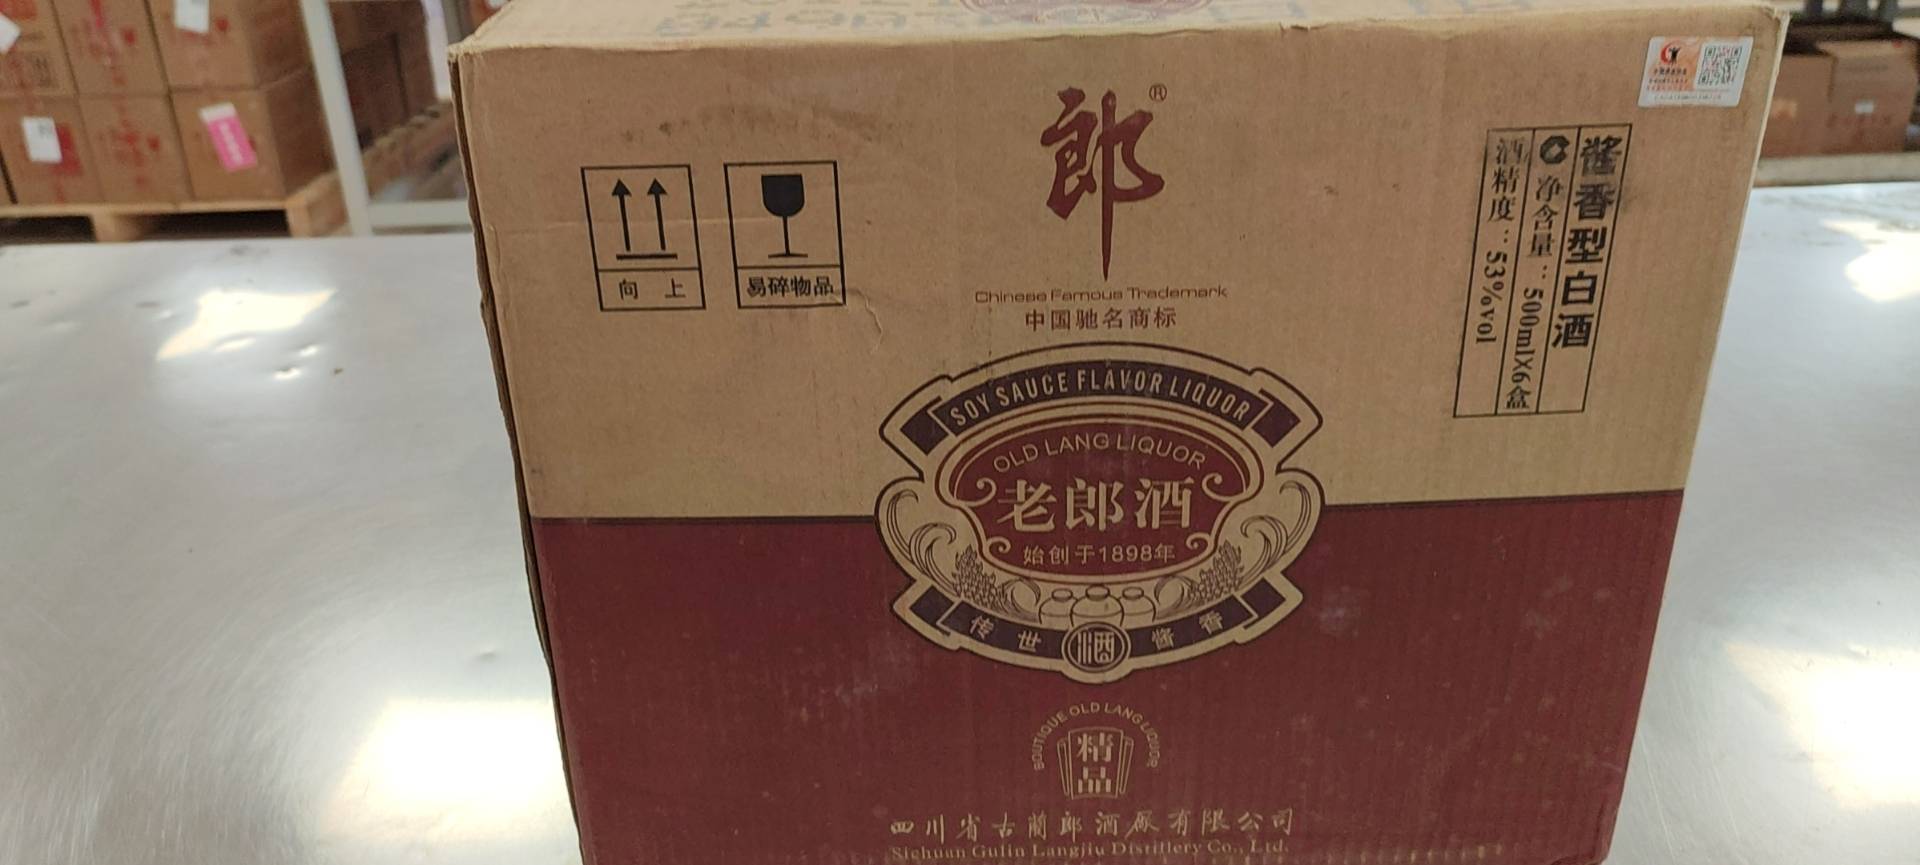 郎®
Chinese Famous Trademark
中国驰名商标
向 上
易碎物品
酱香型白酒
净含量：500mlX6盒
酒精度：53%vol
SOY SAUCE FLAVOR LIQUOR
OLD LANG LIQUOR
老郎酒
始创于1898年
传世酒酱香
BOUTIQUE OLD LANG LIQUOR
精品
四川省古蔺郎酒厂有限公司
Sichuan Gulin Langjiu Distillery Co., Ltd.